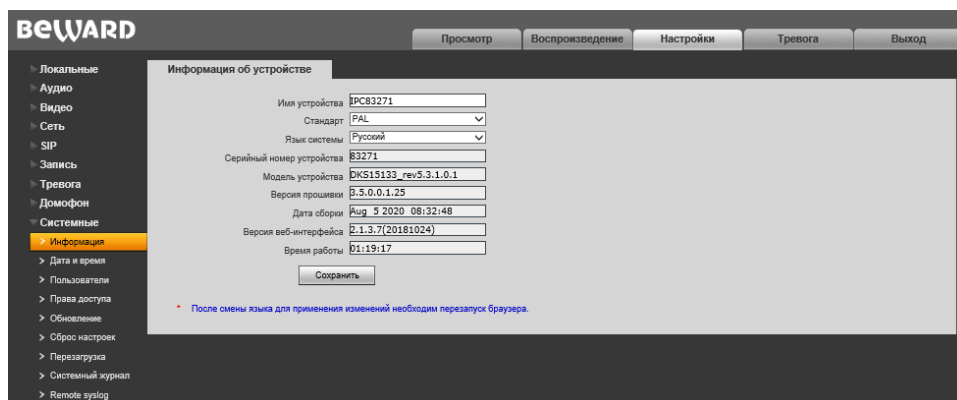 BEWARD
Просмотр
Воспроизведение
Настройки
Тревога
Выход
Локальные
Аудио
Видео
Сеть
SIP
Запись
Тревога
Домофон
Системные
Информация
Дата и время
Пользователи
Права доступа
Обновление
Сброс настроек
Перезагрузка
Системный журнал
Remote syslog
Информация об устройстве
Имя устройства IPC83271
Стандарт PAL
Язык системы Русский
Серийный номер устройства 83271
Модель устройства DKS15133_rev5.3.1.0.1
Версия прошивки 3.5.0.0.1.25
Дата сборки Aug 5 2020 08:32:48
Версия веб-интерфейса 2.1.3.7(20181024)
Время работы 01:19:17
Сохранить
* После смены языка для применения изменений необходим перезапуск браузера.